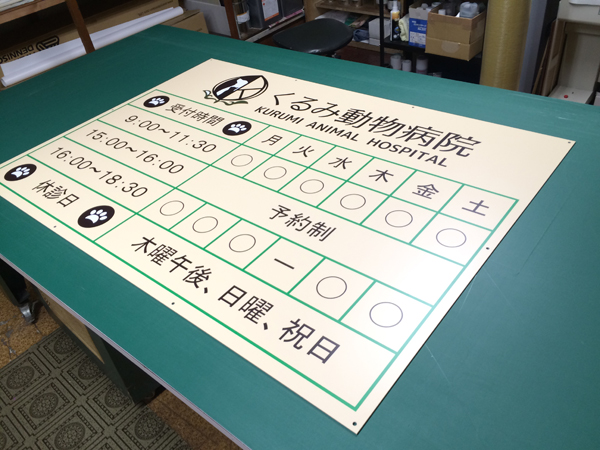 くるみ動物病院
KURUMI ANIMAL HOSPITAL
受付時間 月 火 水 木 金 土
9:00〜11:30 ○ ○ ○ ○ ○ ○
15:00〜16:00 予約制
16:00〜18:30 ○ ○ ○ ー ○ ○
休診日 木曜午後、日曜、祝日